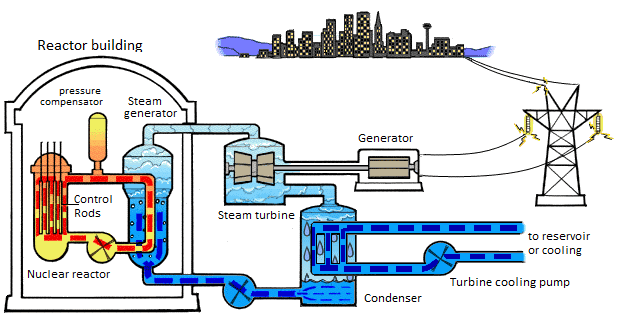 Reactor building
pressure
compensator
Steam
generator
Control
Rods
Nuclear reactor
Steam turbine
Generator
Condenser
to reservoir
or cooling
Turbine cooling pump